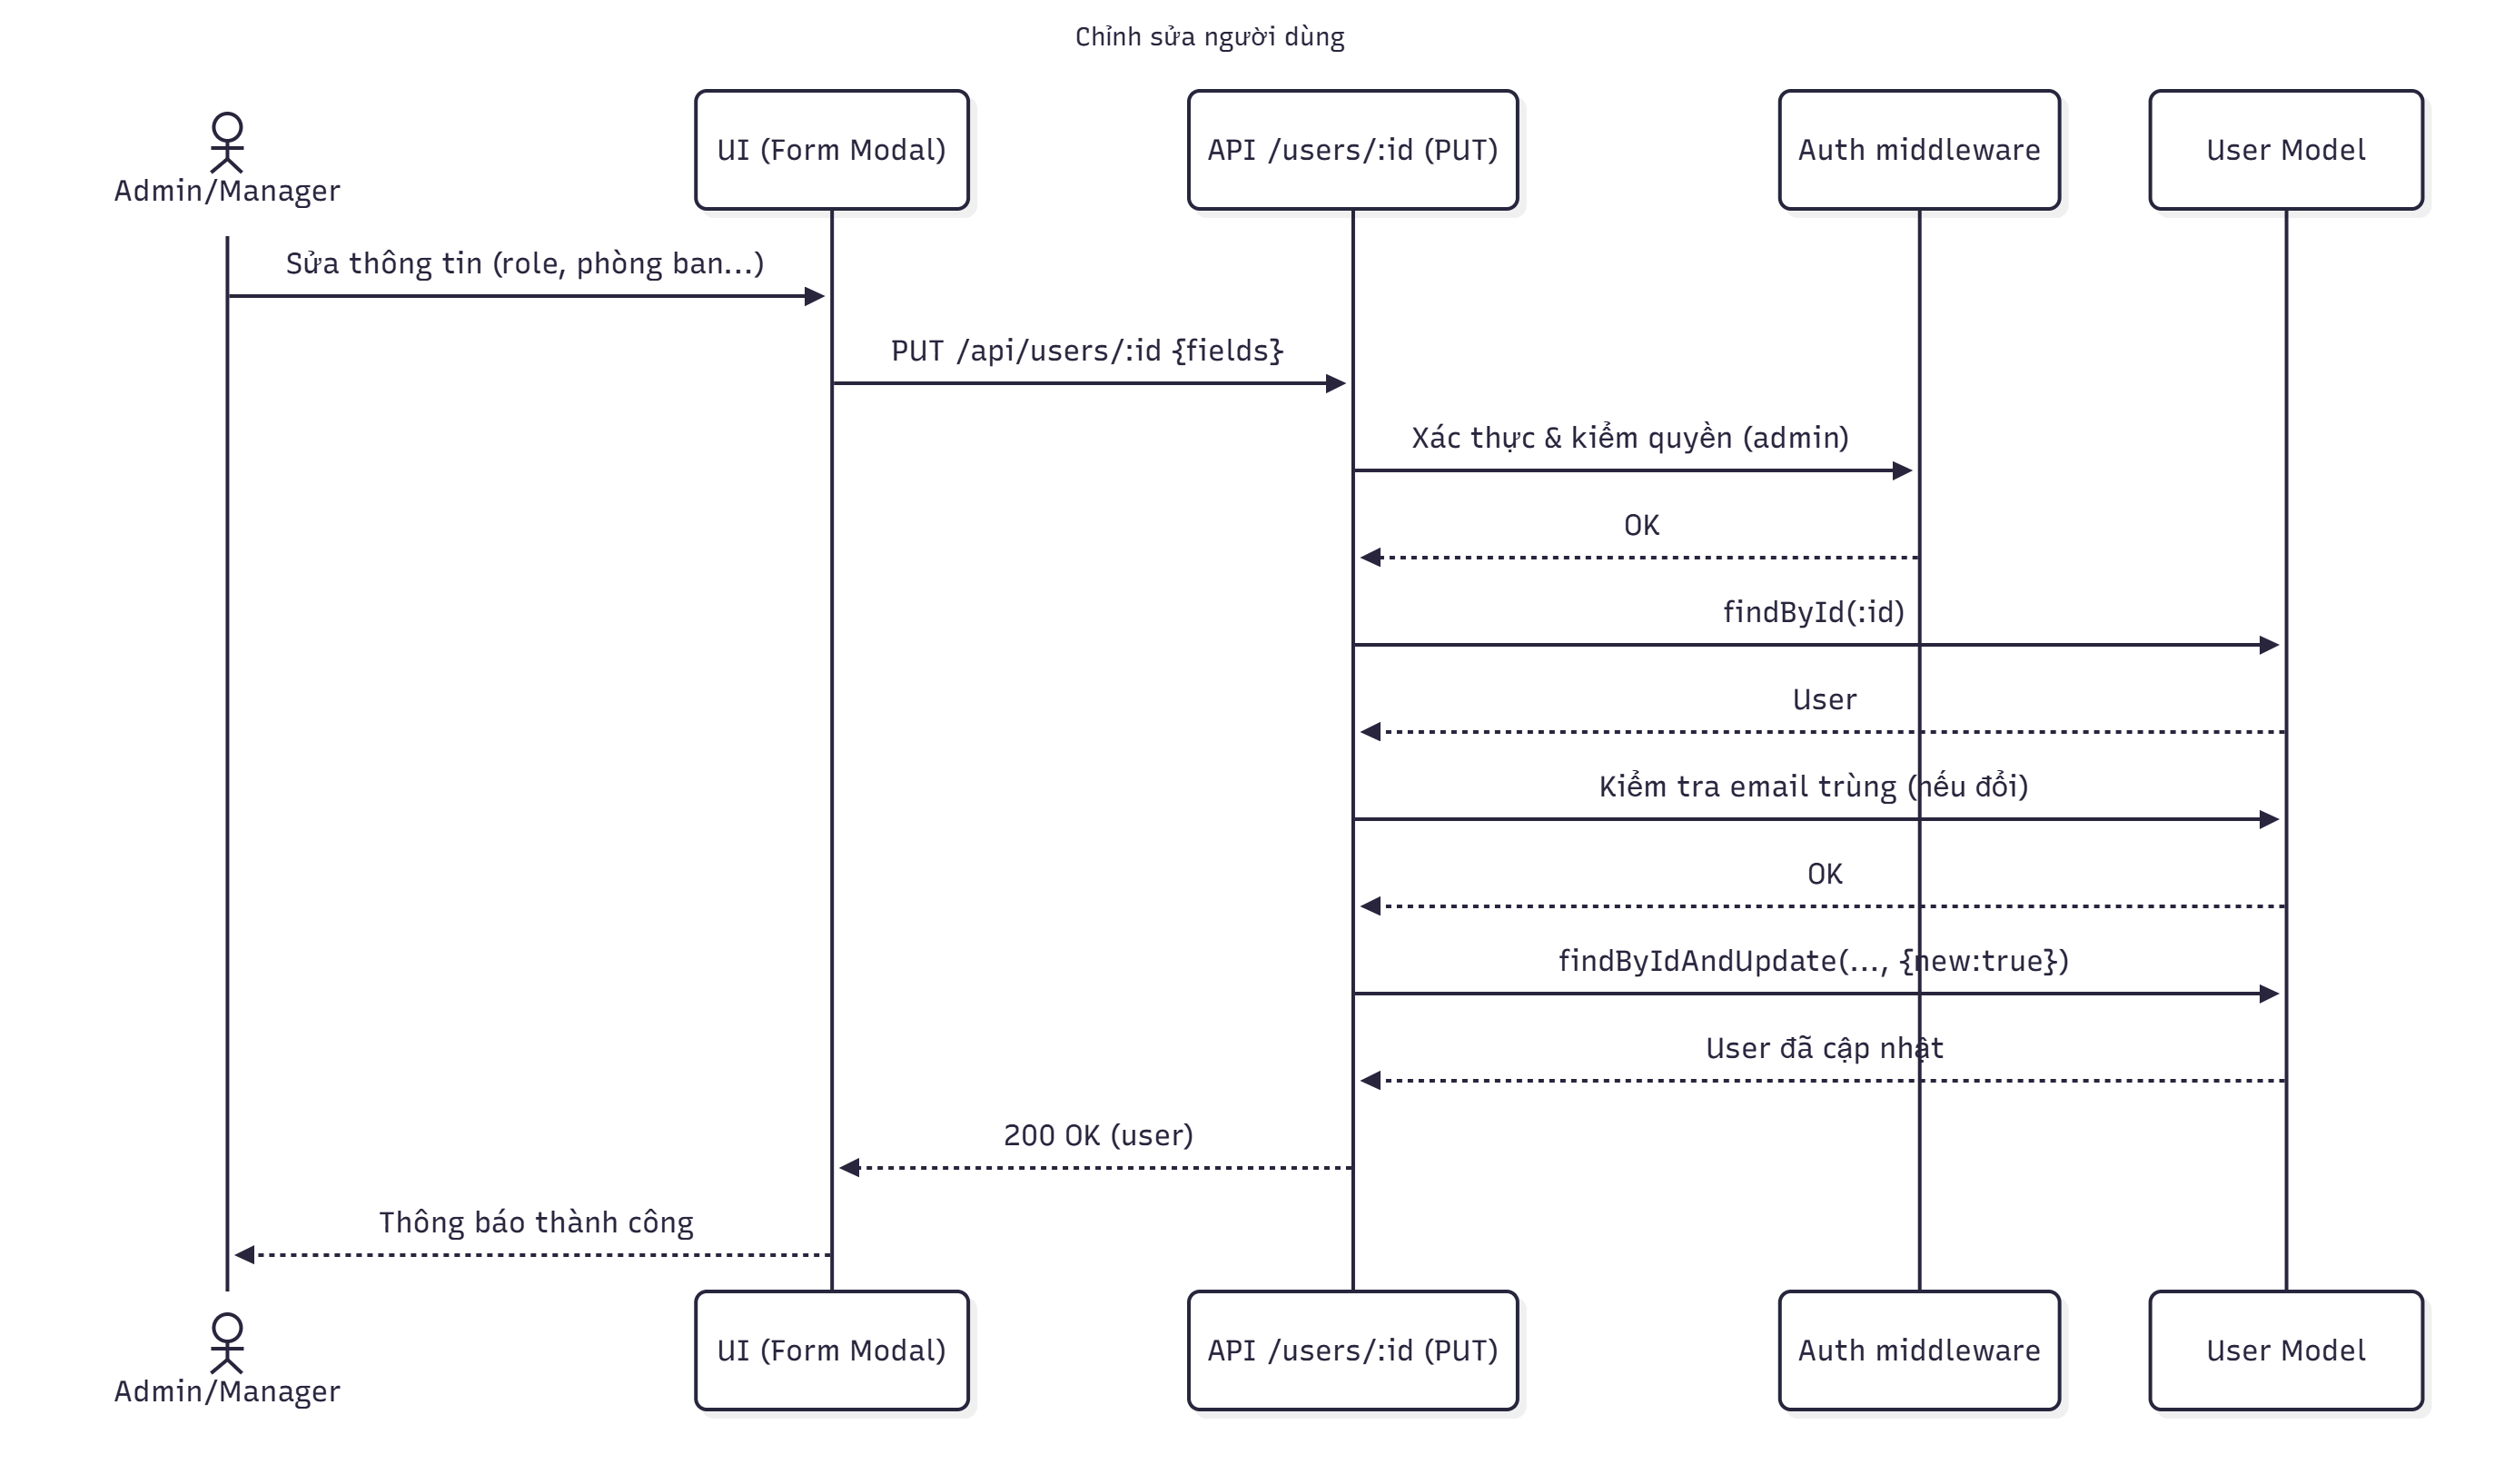 Chỉnh sửa người dùng
Admin/Manager
UI (Form Modal)
API /users/:id (PUT)
Auth middleware
User Model
Sửa thông tin (role, phòng ban...)
PUT /api/users/:id {fields}
Xác thực & kiểm quyền (admin)
OK
findById(:id)
User
Kiểm tra email trùng (nếu đổi)
OK
findByIdAndUpdate(..., {new:true})
User đã cập nhật
200 OK (user)
Thông báo thành công
Admin/Manager
UI (Form Modal)
API /users/:id (PUT)
Auth middleware
User Model